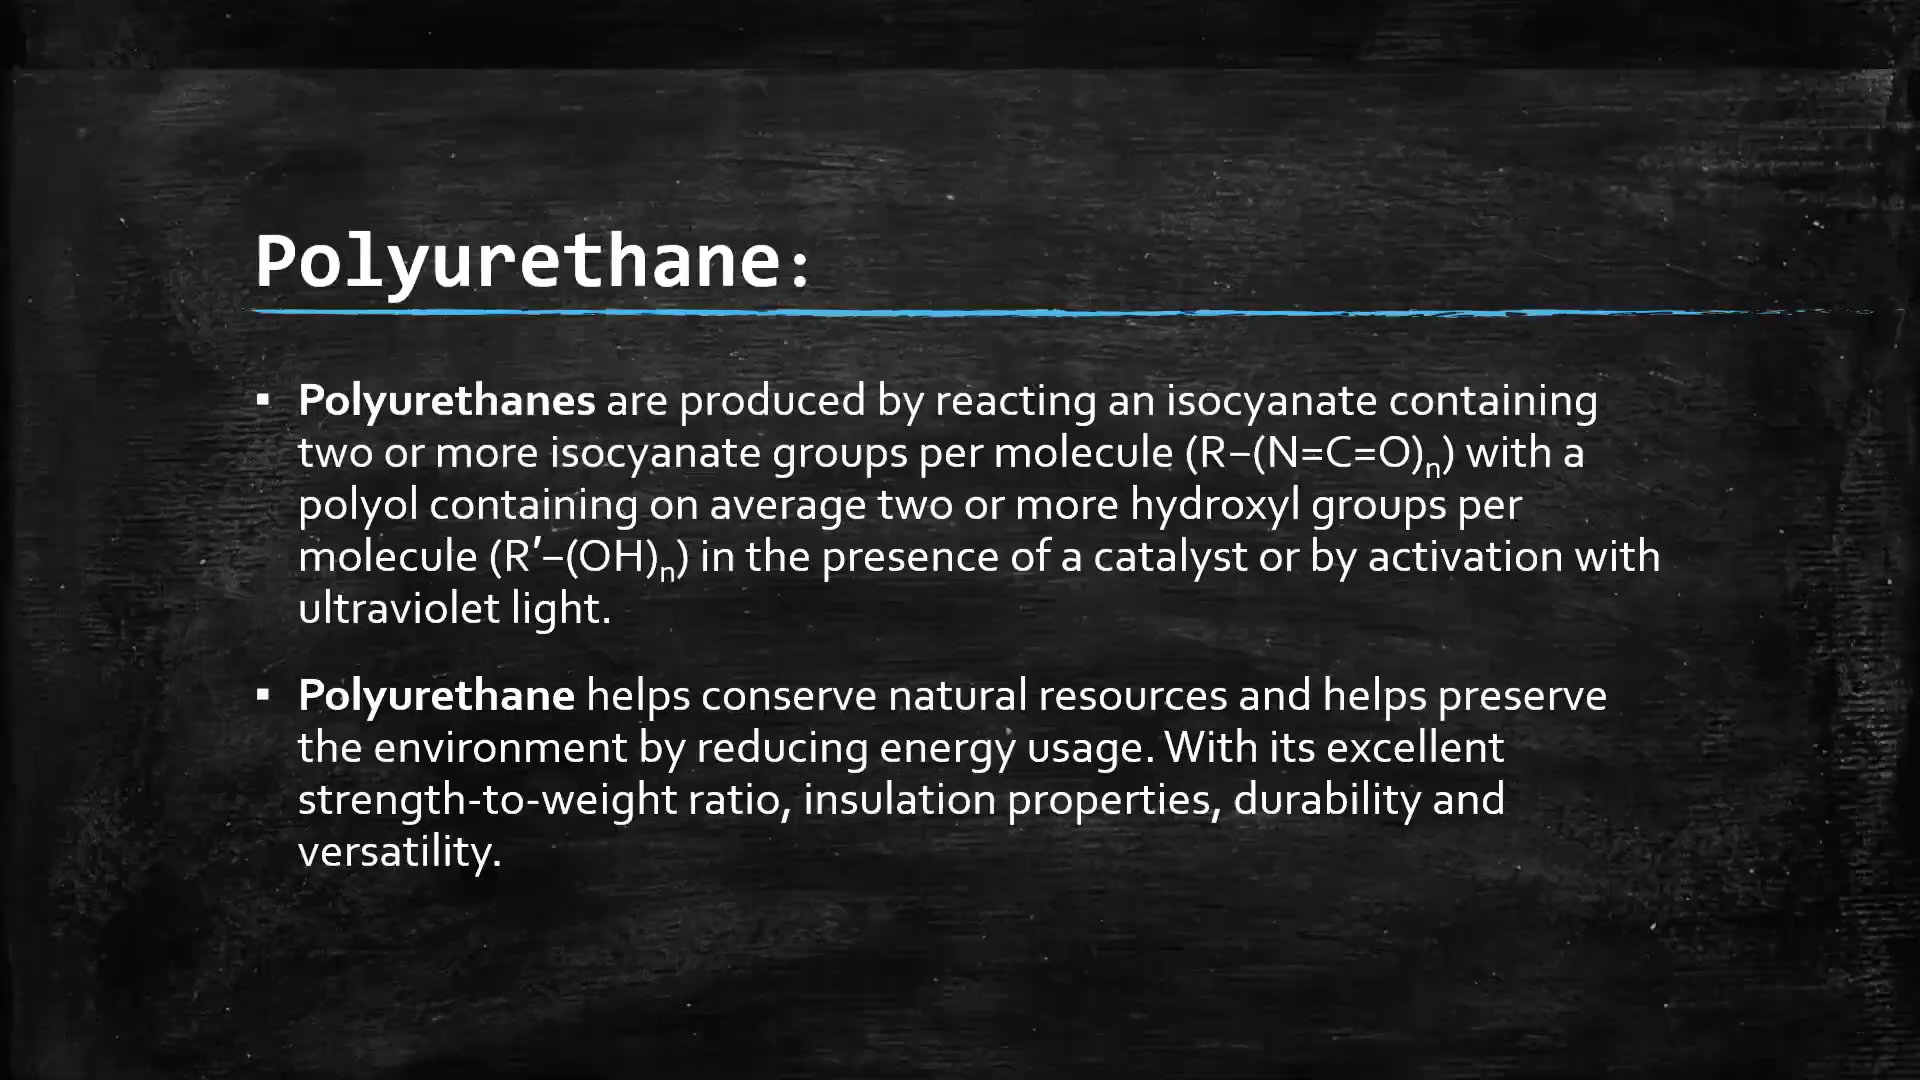 Polyurethane:
▪ Polyurethanes are produced by reacting an isocyanate containing
two or more isocyanate groups per molecule (R−(N=C=O)ₙ) with a
polyol containing on average two or more hydroxyl groups per
molecule (R′−(OH)ₙ) in the presence of a catalyst or by activation with
ultraviolet light.
▪ Polyurethane helps conserve natural resources and helps preserve
the environment by reducing energy usage. With its excellent
strength-to-weight ratio, insulation properties, durability and
versatility.